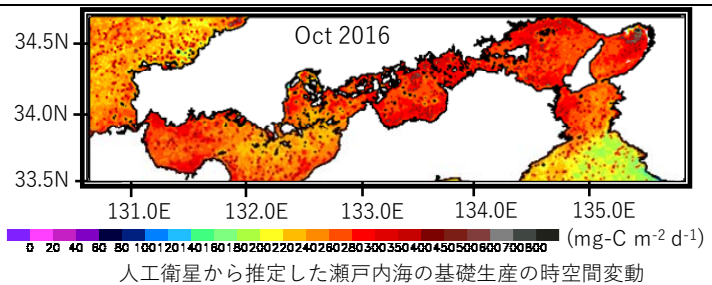 Oct 2016
34.5N
34.0N
33.5N
131.0E 132.0E 133.0E 134.0E 135.0E
0 20 40 60 80 100 120 140 160 180 200 220 240 260 280 300 350 400 450 500 600 700 800 (mg-C m⁻² d⁻¹)
人工衛星から推定した瀬戸内海の基礎生産の時空間変動